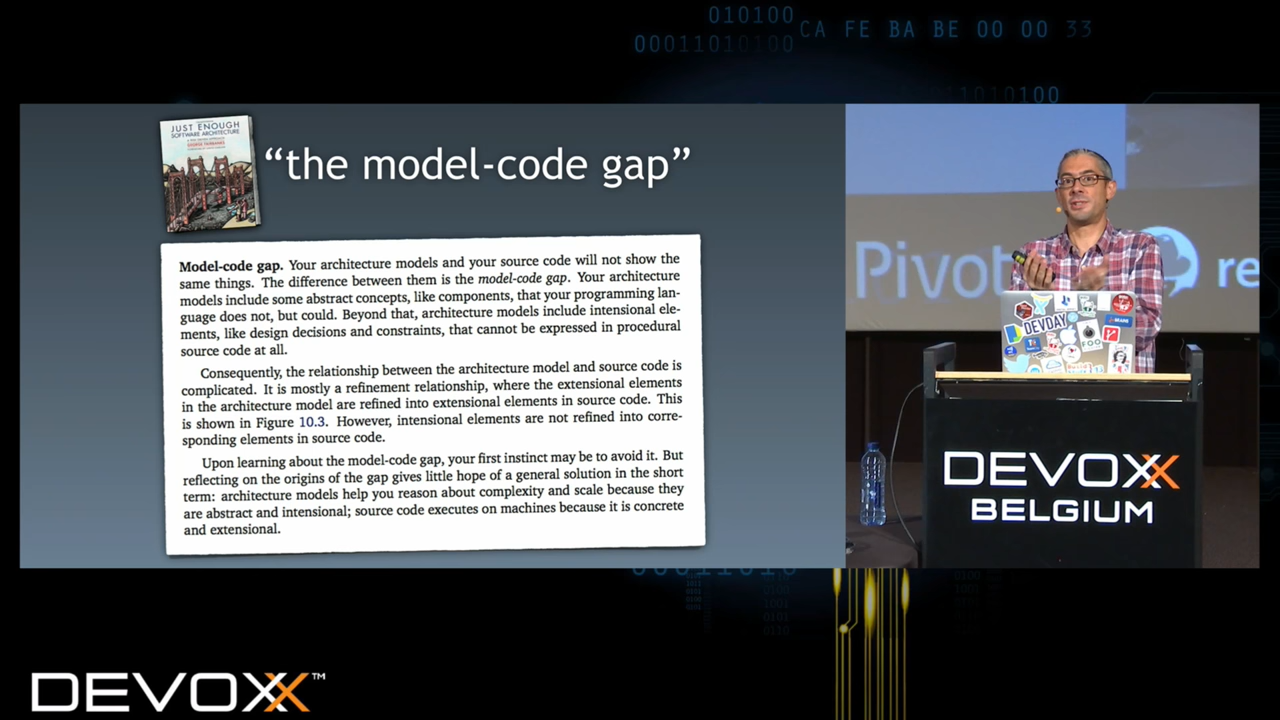 010100
CA FE BA BE 00 00 33
00011010100
1010100
JUST ENOUGH
SOFTWARE ARCHITECTURE
GEORGE FAIRBANKS
“the model-code gap”
Model-code gap. Your architecture models and your source code will not show the
same things. The difference between them is the model-code gap. Your architecture
models include some abstract concepts, like components, that your programming lan-
guage does not, but could. Beyond that, architecture models include intensional ele-
ments, like design decisions and constraints, that cannot be expressed in procedural
source code at all.
Consequently, the relationship between the architecture model and source code is
complicated. It is mostly a refinement relationship, where the extensional elements
in the architecture model are refined into extensional elements in source code. This
is shown in Figure 10.3. However, intensional elements are not refined into corre-
sponding elements in source code.
Upon learning about the model-code gap, your first instinct may be to avoid it. But
reflecting on the origins of the gap gives little hope of a general solution in the short
term: architecture models help you reason about complexity and scale because they
are abstract and intensional; source code executes on machines because it is concrete
and extensional.
Pivot
re
DEVDAY
FOO
DEVOXX
BELGIUM
DEVOXX™